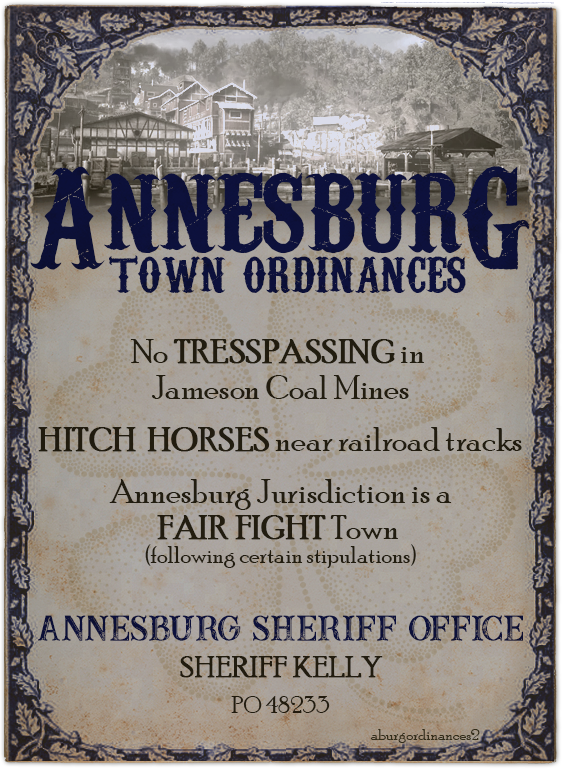 ANNESBURG
TOWN ORDINANCES
No TRESSPASSING in
Jameson Coal Mines
HITCH HORSES near railroad tracks
Annesburg Jurisdiction is a
FAIR FIGHT Town
(following certain stipulations)
ANNESBURG SHERIFF OFFICE
SHERIFF KELLY
PO 48233
aburgordinances2